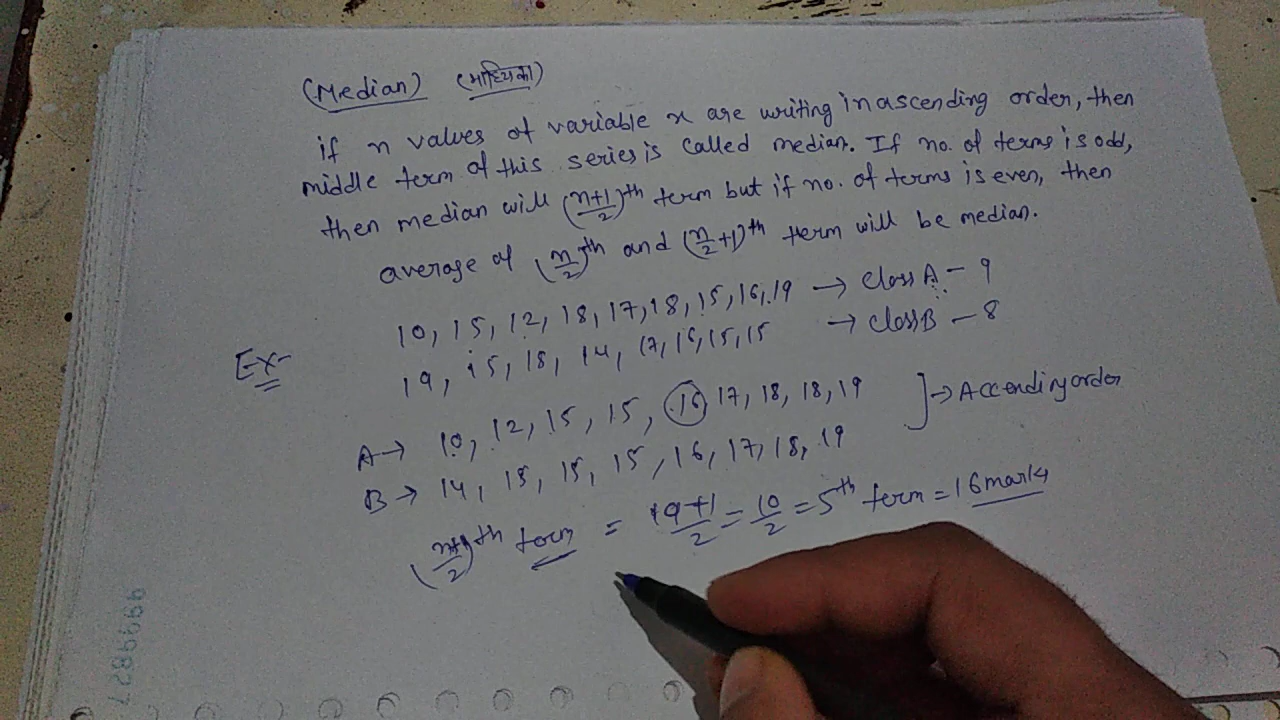 (Median) (माध्यिका)
if n values of variable x are writing in ascending order, then
middle term of this series is called median. If no. of terms is odd,
then median will (n+1/2)th term but if no. of terms is even, then
average of (n/2)th and (n/2+1)th term will be median.
Ex- 10, 15, 12, 18, 17, 18, 15, 16, 19 → Class A - 9
19, 15, 18, 14, 17, 16, 15, 15 → Class B - 8
A → 10, 12, 15, 15, 16 17, 18, 18, 19 ] → Accending order
B → 14, 15, 15, 15, 16, 17, 18, 19
(n+1/2)th term = 9+1/2 = 10/2 = 5th term = 16 marks
9999827